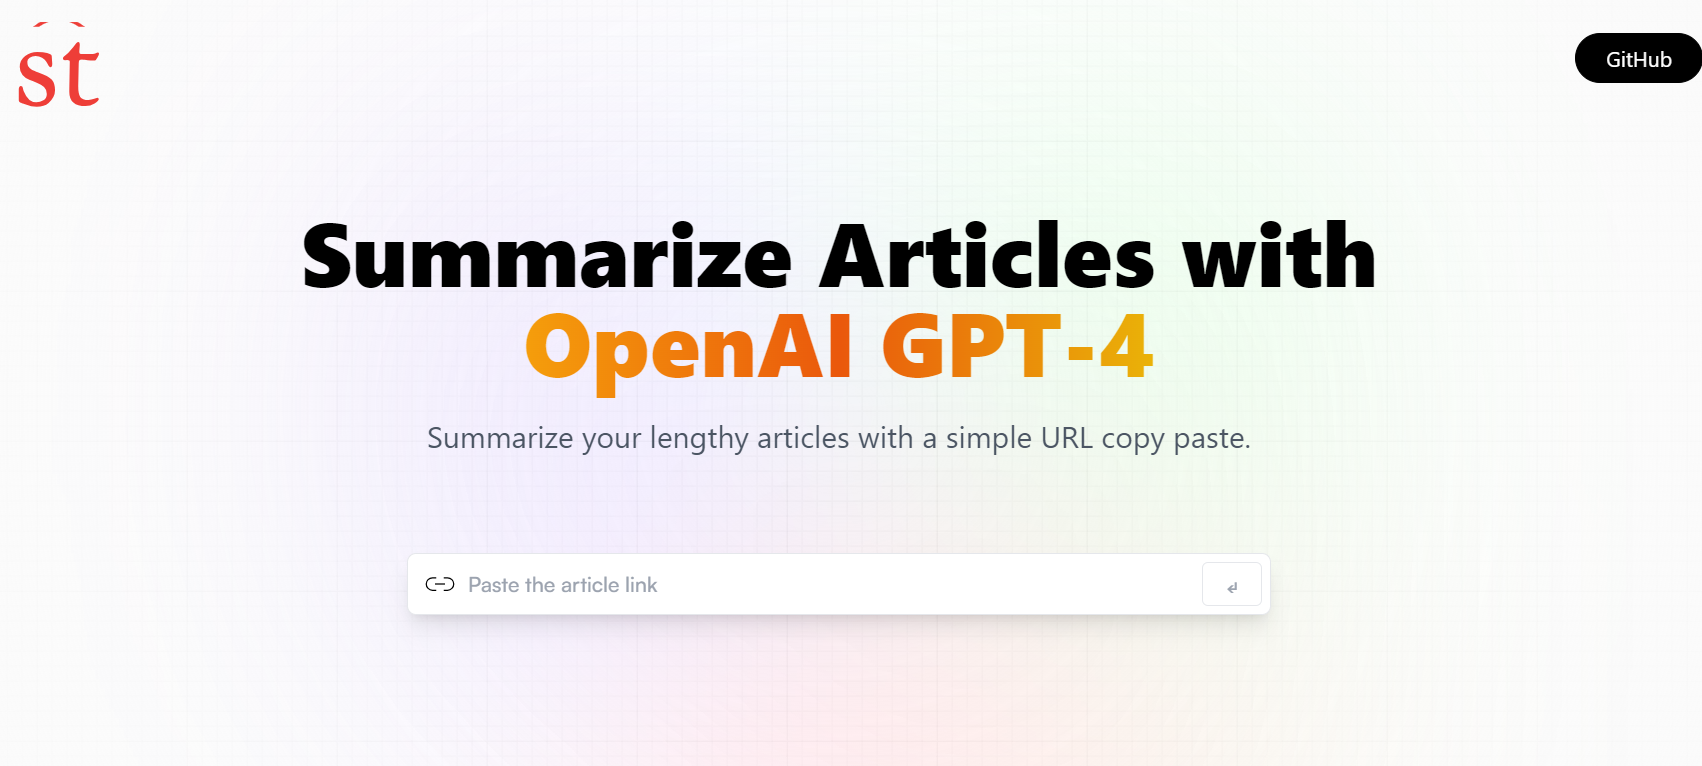 st
GitHub
Summarize Articles with
OpenAI GPT-4
Summarize your lengthy articles with a simple URL copy paste.
Paste the article link